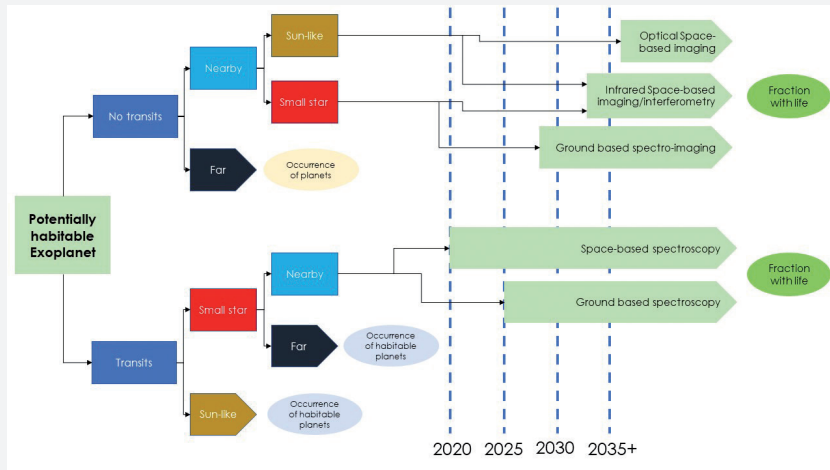 Sun-like
Optical Space-
based imaging
Nearby
Small star
Infrared Space-based
imaging/interferometry
Fraction
with life
No transits
Ground based spectro-imaging
Far
Occurrence
of planets
Potentially
habitable
Exoplanet
Nearby
Space-based spectroscopy
Fraction
with life
Small star
Ground based spectroscopy
Far
Occurrence
of habitable
planets
Transits
Sun-like
Occurrence
of habitable
planets
2020
2025
2030
2035+